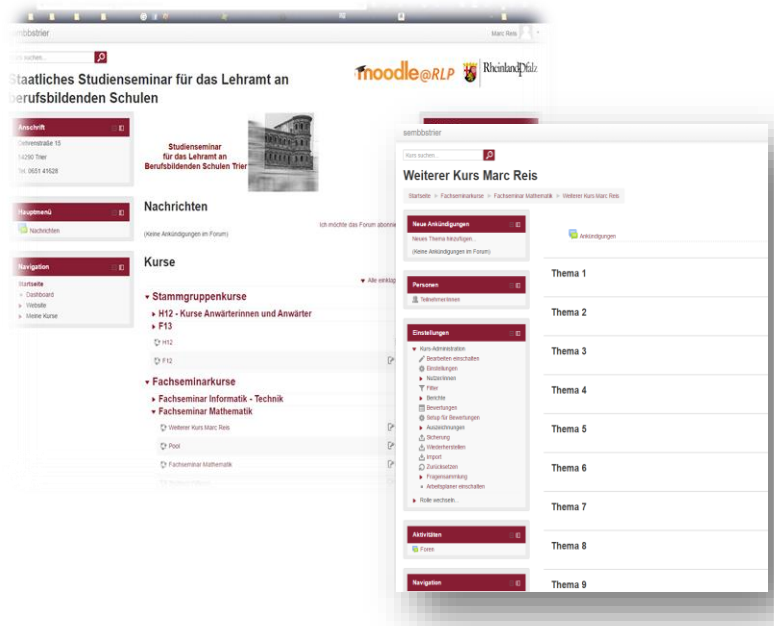 sembbstrier
Marc Reis
suchen...
Staatliches Studienseminar für das Lehramt an
berufsbildenden Schulen
moodle@RLP
RheinlandPfalz
Anschrift
15
54290 Trier
Tel. 0651 41628
Studienseminar
für das Lehramt an
Berufsbildenden Schulen Trier
Hauptmenü
Nachrichten
Navigation
Startseite
Dashboard
Website
Meine Kurse
Nachrichten
Ich möchte das Forum abonnie
(Keine Ankündigungen im Forum)
Kurse
Alle einklap
Stammgruppenkurse
H12 - Kurse Anwärterinnen und Anwärter
F13
H12
F12
Fachseminarkurse
Fachseminar Informatik - Technik
Fachseminar Mathematik
Weiterer Kurs Marc Reis
Pool
Fachseminar Mathematik
sembbstrier
Kurs suchen...
Weiterer Kurs Marc Reis
Startseite > Fachseminarkurse > Fachseminar Mathematik > Weiterer Kurs Marc Reis
Neue Ankündigungen
Neues Thema hinzufügen...
(Keine Ankündigungen im Forum)
Personen
Teilnehmer/innen
Einstellungen
Kurs-Administration
Bearbeiten einschalten
Einstellungen
Nutzer/innen
Filter
Berichte
Bewertungen
Setup für Bewertungen
Auszeichnungen
Sicherung
Wiederherstellen
Import
Zurücksetzen
Fragensammlung
Arbeitsplaner einschalten
Rolle wechseln...
Aktivitäten
Foren
Navigation
Ankündigungen
Thema 1
Thema 2
Thema 3
Thema 4
Thema 5
Thema 6
Thema 7
Thema 8
Thema 9